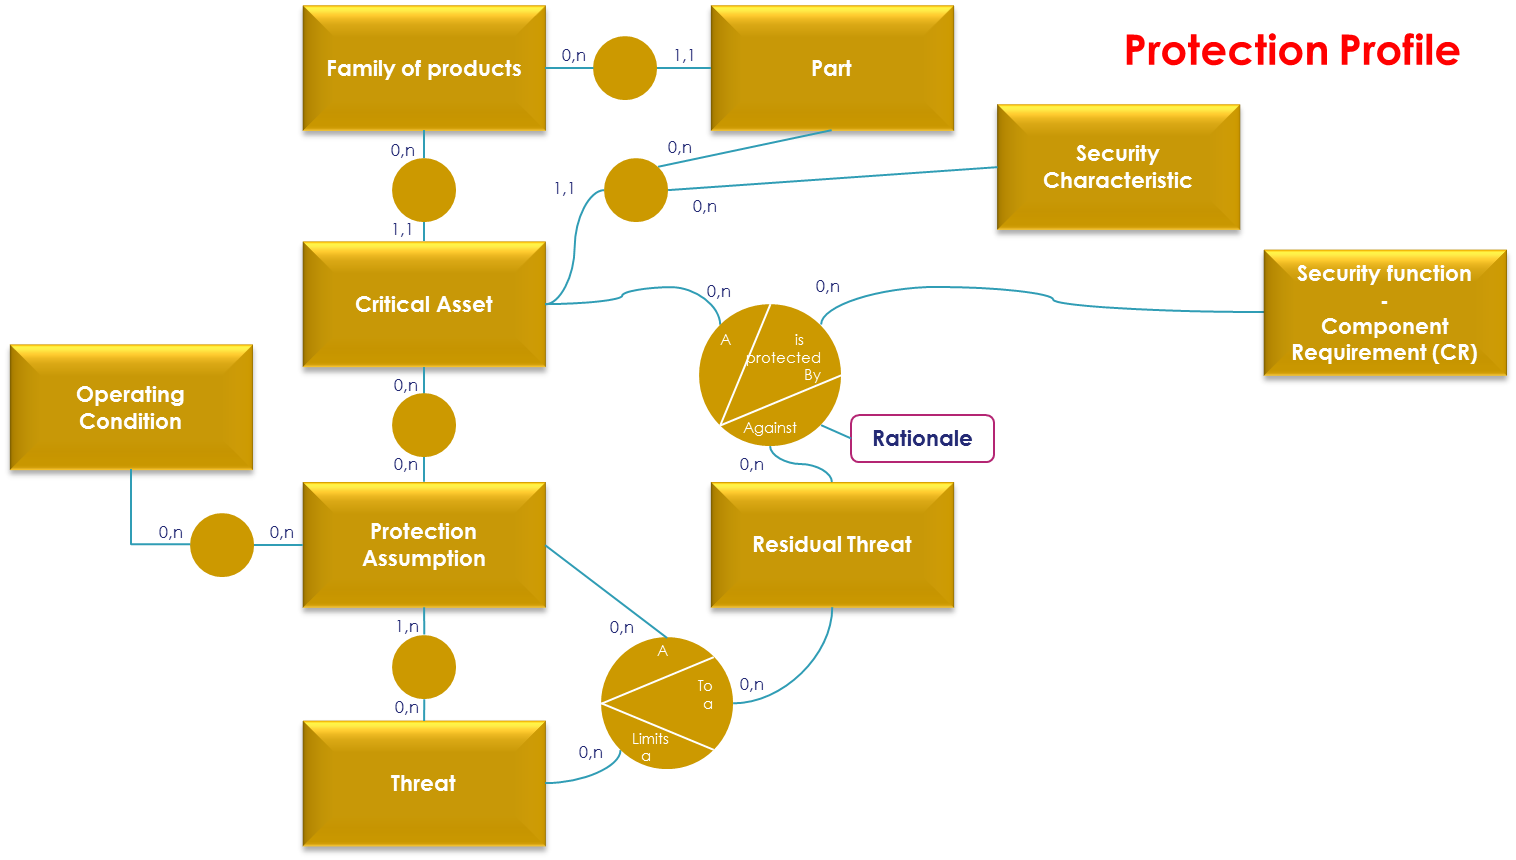 Protection Profile
Family of products
0,n
1,1
Part
0,n
0,n
1,1
0,n
1,1
Security
Characteristic
Critical Asset
0,n
0,n
Security function
-
Component
Requirement (CR)
A
is
protected
By
Against
Rationale
Operating
Condition
0,n
0,n
0,n
0,n
0,n
Protection
Assumption
Residual Threat
1,n
0,n
0,n
A
To
a
Limits
a
0,n
0,n
0,n
Threat